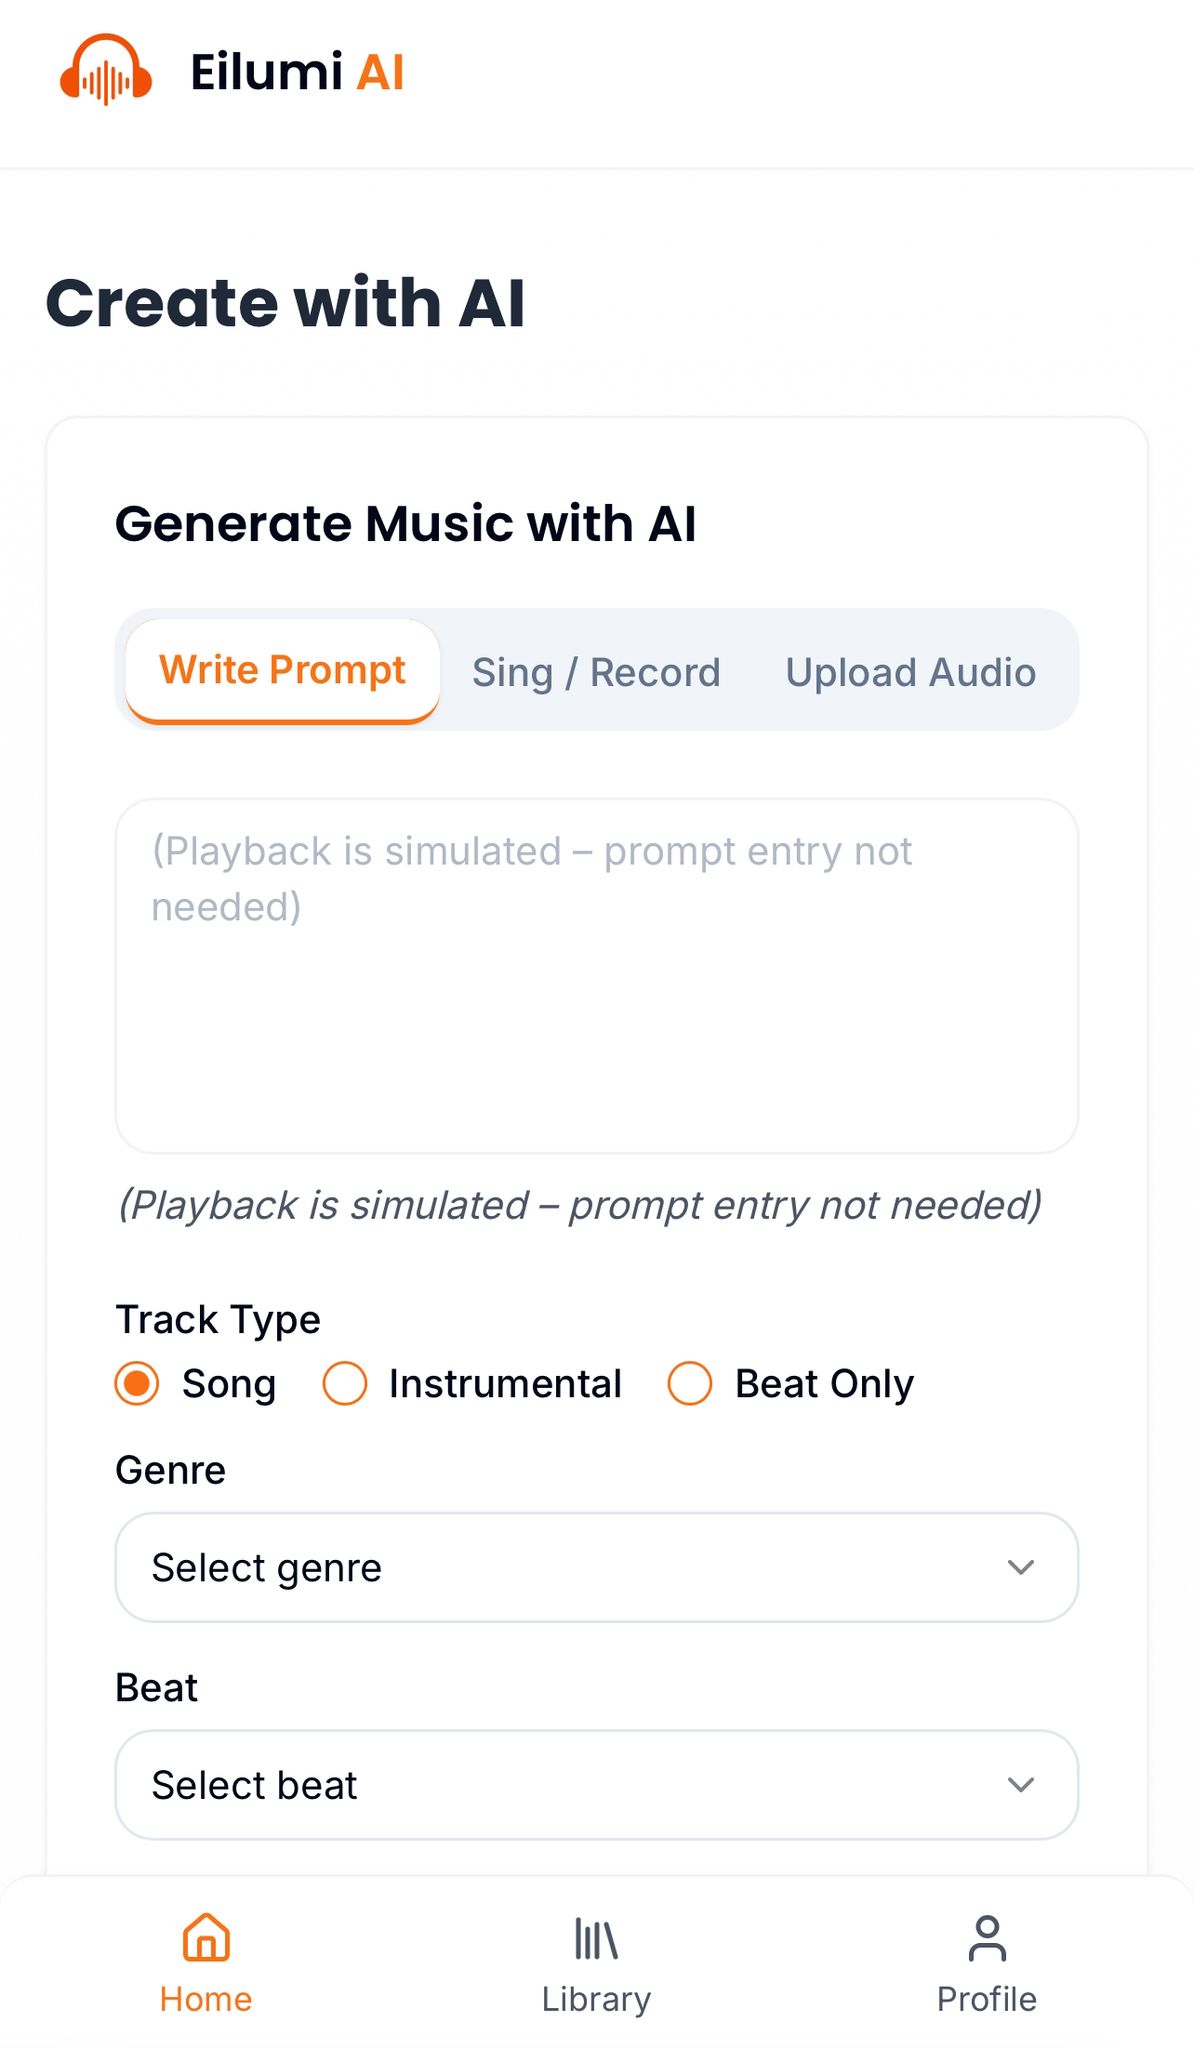 Eilumi AI
Create with AI
Generate Music with AI
Write Prompt Sing / Record Upload Audio
(Playback is simulated – prompt entry not
needed)
(Playback is simulated – prompt entry not needed)
Track Type
Song Instrumental Beat Only
Genre
Select genre
Beat
Select beat
Home Library Profile